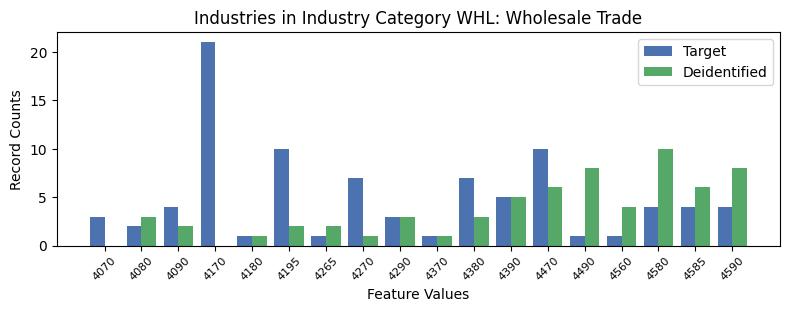 Industries in Industry Category WHL: Wholesale Trade
Target
Deidentified
Record Counts
20
15
10
5
0
4070 4080 4090 4170 4180 4195 4265 4270 4290 4370 4380 4390 4470 4490 4560 4580 4585 4590
Feature Values